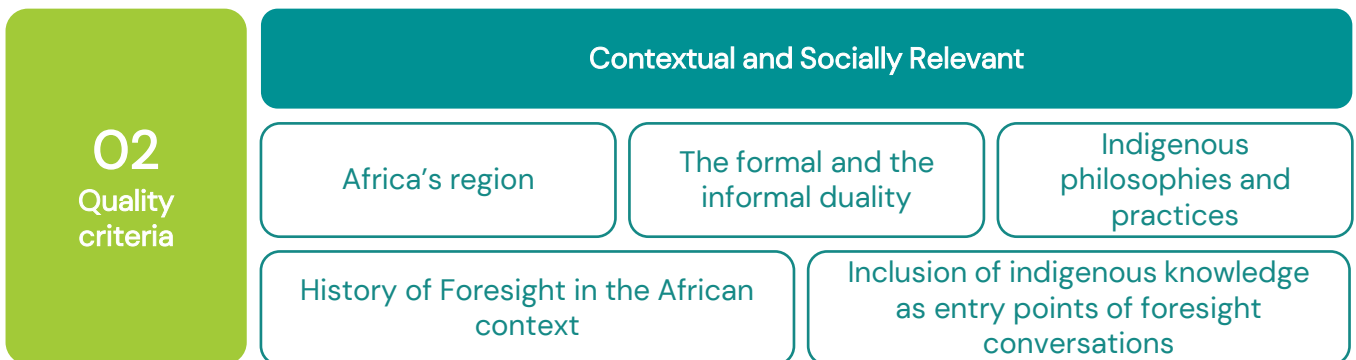 02
Quality
criteria
Contextual and Socially Relevant
Africa's region
The formal and the
informal duality
Indigenous
philosophies and
practices
History of Foresight in the African
context
Inclusion of indigenous knowledge
as entry points of foresight
conversations